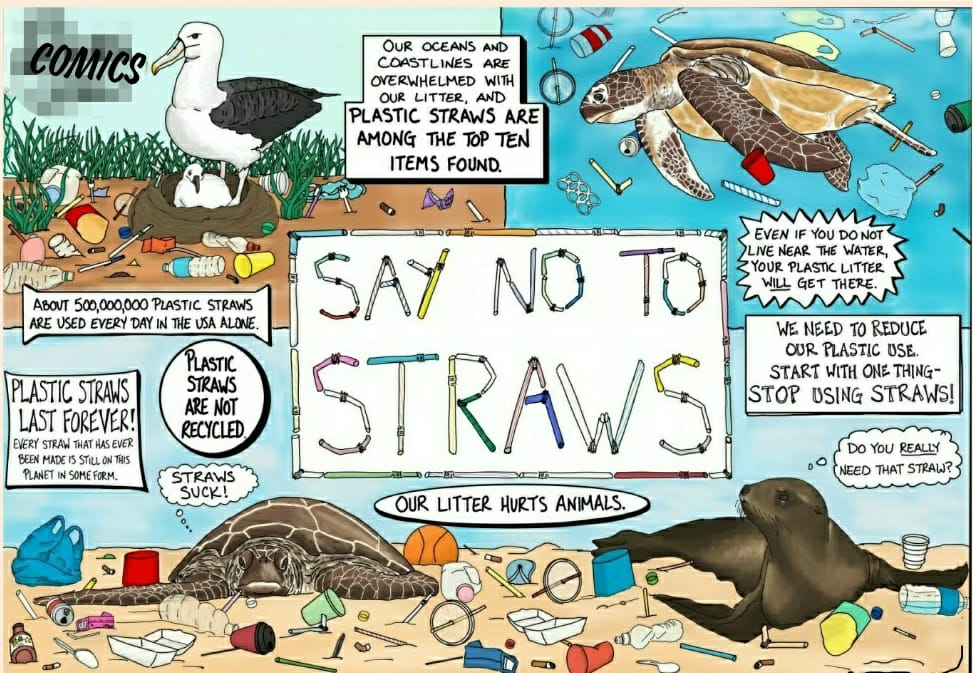 COMICS
OUR OCEANS AND
COASTLINES ARE
OVERWHELMED WITH
OUR LITTER, AND
PLASTIC STRAWS ARE
AMONG THE TOP TEN
ITEMS FOUND.
EVEN IF YOU DO NOT
LIVE NEAR THE WATER,
YOUR PLASTIC LITTER
WILL GET THERE.
ABOUT 500,000,000 PLASTIC STRAWS
ARE USED EVERY DAY IN THE USA ALONE.
SAY NO TO
STRAWS
WE NEED TO REDUCE
OUR PLASTIC USE.
START WITH ONE THING-
STOP USING STRAWS!
PLASTIC
STRAWS
ARE NOT
RECYCLED.
PLASTIC STRAWS
LAST FOREVER!
EVERY STRAW THAT HAS EVER
BEEN MADE IS STILL ON THIS
PLANET IN SOME FORM.
STRAWS
SUCK!
OUR LITTER HURTS ANIMALS.
DO YOU REALLY
NEED THAT STRAW?